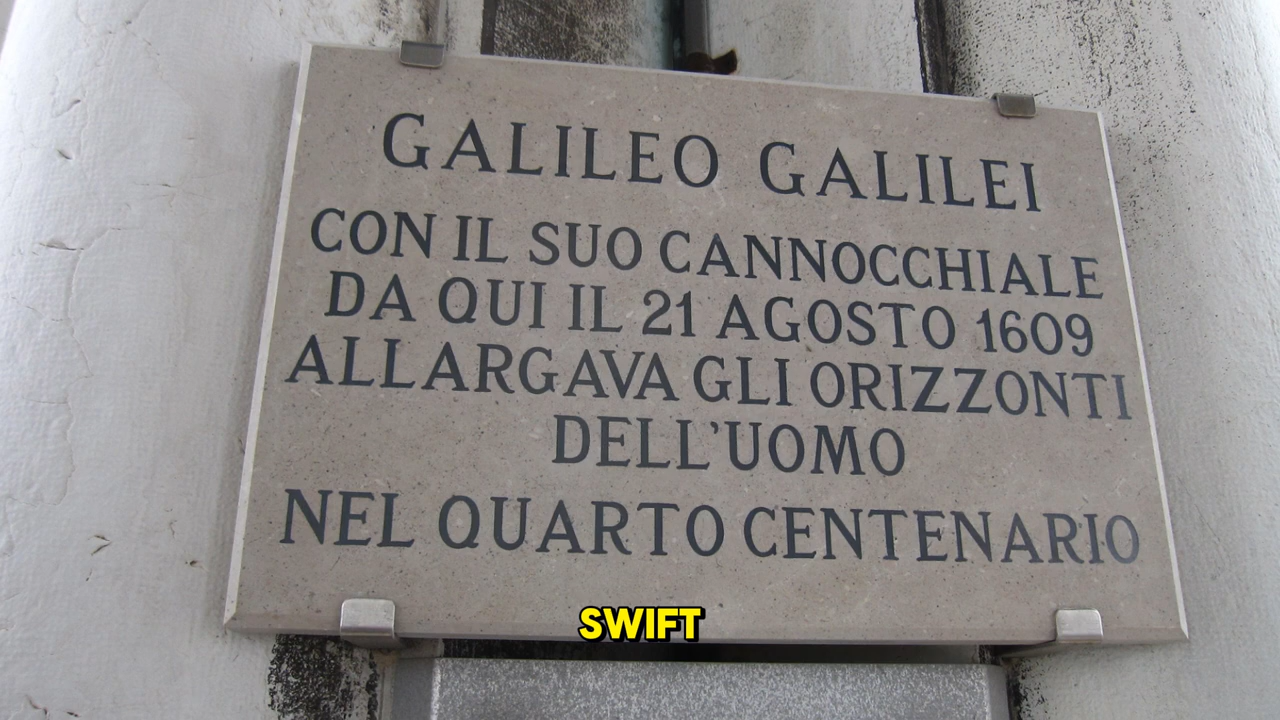 GALILEO GALILEI
CON IL SUO CANNOCCHIALE
DA QUI IL 21 AGOSTO 1609
ALLARGAVA GLI ORIZZONTI
DELL'UOMO
NEL QUARTO CENTENARIO
SWIFT